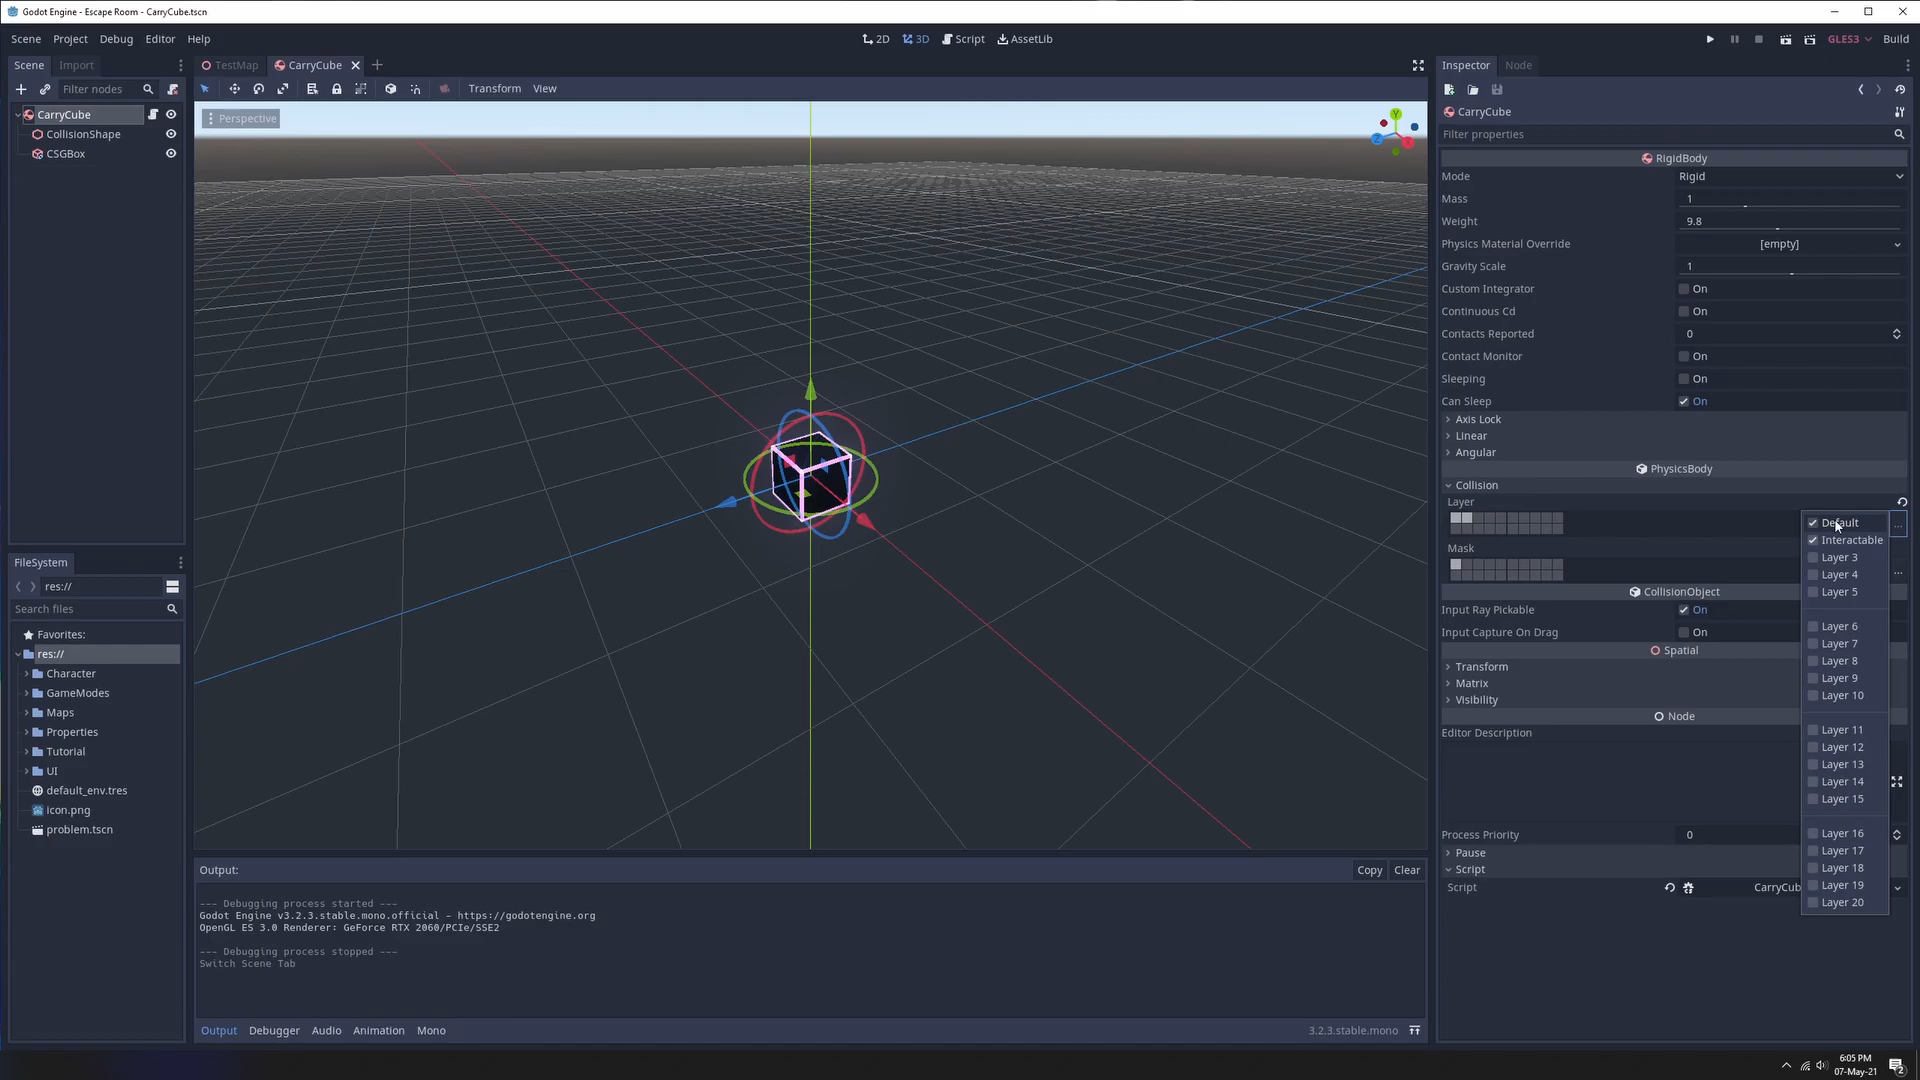 Godot Engine - Escape Room - CarryCube.tscn
Scene Project Debug Editor Help
2D 3D Script AssetLib
GLES3 Build
Scene Import
Filter nodes
CarryCube
CollisionShape
CSGBox
TestMap CarryCube
Transform View
Perspective
Y
Z
X
FileSystem
res://
Search files
Favorites:
res://
Character
GameModes
Maps
Properties
Tutorial
UI
default_env.tres
icon.png
problem.tscn
Output:
Copy Clear
--- Debugging process started ---
Godot Engine v3.2.3.stable.mono.official - https://godotengine.org
OpenGL ES 3.0 Renderer: GeForce RTX 2060/PCIe/SSE2
--- Debugging process stopped ---
Switch Scene Tab
Output Debugger Audio Animation Mono
3.2.3.stable.mono
Inspector Node
CarryCube
Filter properties
RigidBody
Mode Rigid
Mass 1
Weight 9.8
Physics Material Override [empty]
Gravity Scale 1
Custom Integrator On
Continuous Cd On
Contacts Reported 0
Contact Monitor On
Sleeping On
Can Sleep On
Axis Lock
Linear
Angular
PhysicsBody
Collision
Layer
...
Mask
...
CollisionObject
Input Ray Pickable On
Input Capture On Drag On
Spatial
Transform
Matrix
Visibility
Node
Editor Description
Process Priority 0
Pause
Script
Script CarryCub
Default
Interactable
Layer 3
Layer 4
Layer 5
Layer 6
Layer 7
Layer 8
Layer 9
Layer 10
Layer 11
Layer 12
Layer 13
Layer 14
Layer 15
Layer 16
Layer 17
Layer 18
Layer 19
Layer 20
6:05 PM
07-May-21
2